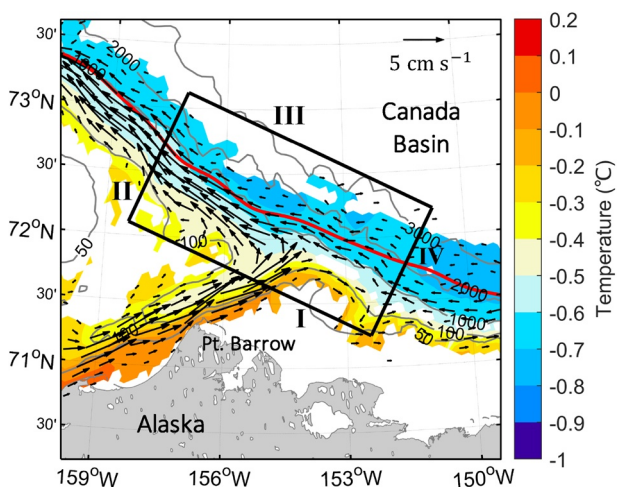 30'
73°N
30'
72°N
30'
71°N
30'
159°W
156°W
153°W
150°W
5 cm s⁻¹
Canada
Basin
III
II
IV
I
Pt. Barrow
Alaska
2000
3000
2000
1000
100
50
100
50
0.2
0.1
0
-0.1
-0.2
-0.3
-0.4
-0.5
-0.6
-0.7
-0.8
-0.9
-1
Temperature (°C)